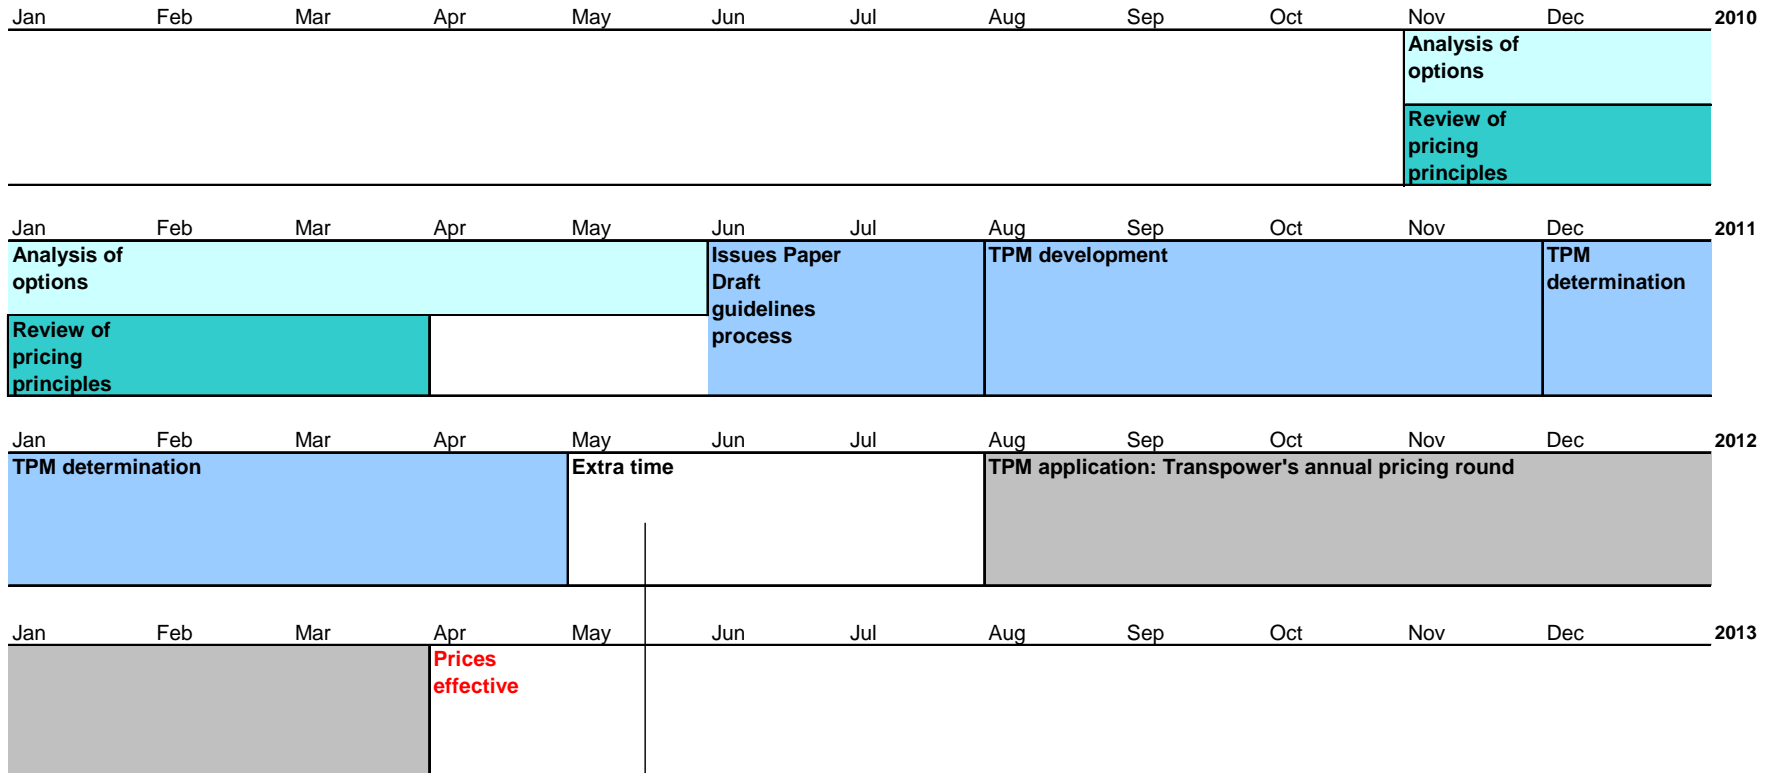 Jan Feb Mar Apr May Jun Jul Aug Sep Oct Nov Dec 2010
Analysis of
options
Review of
pricing
principles
Jan Feb Mar Apr May Jun Jul Aug Sep Oct Nov Dec 2011
Analysis of
options
Review of
pricing
principles
Issues Paper
Draft
guidelines
process
TPM development
TPM
determination
Jan Feb Mar Apr May Jun Jul Aug Sep Oct Nov Dec 2012
TPM determination
Extra time
TPM application: Transpower's annual pricing round
Jan Feb Mar Apr May Jun Jul Aug Sep Oct Nov Dec 2013
Prices
effective